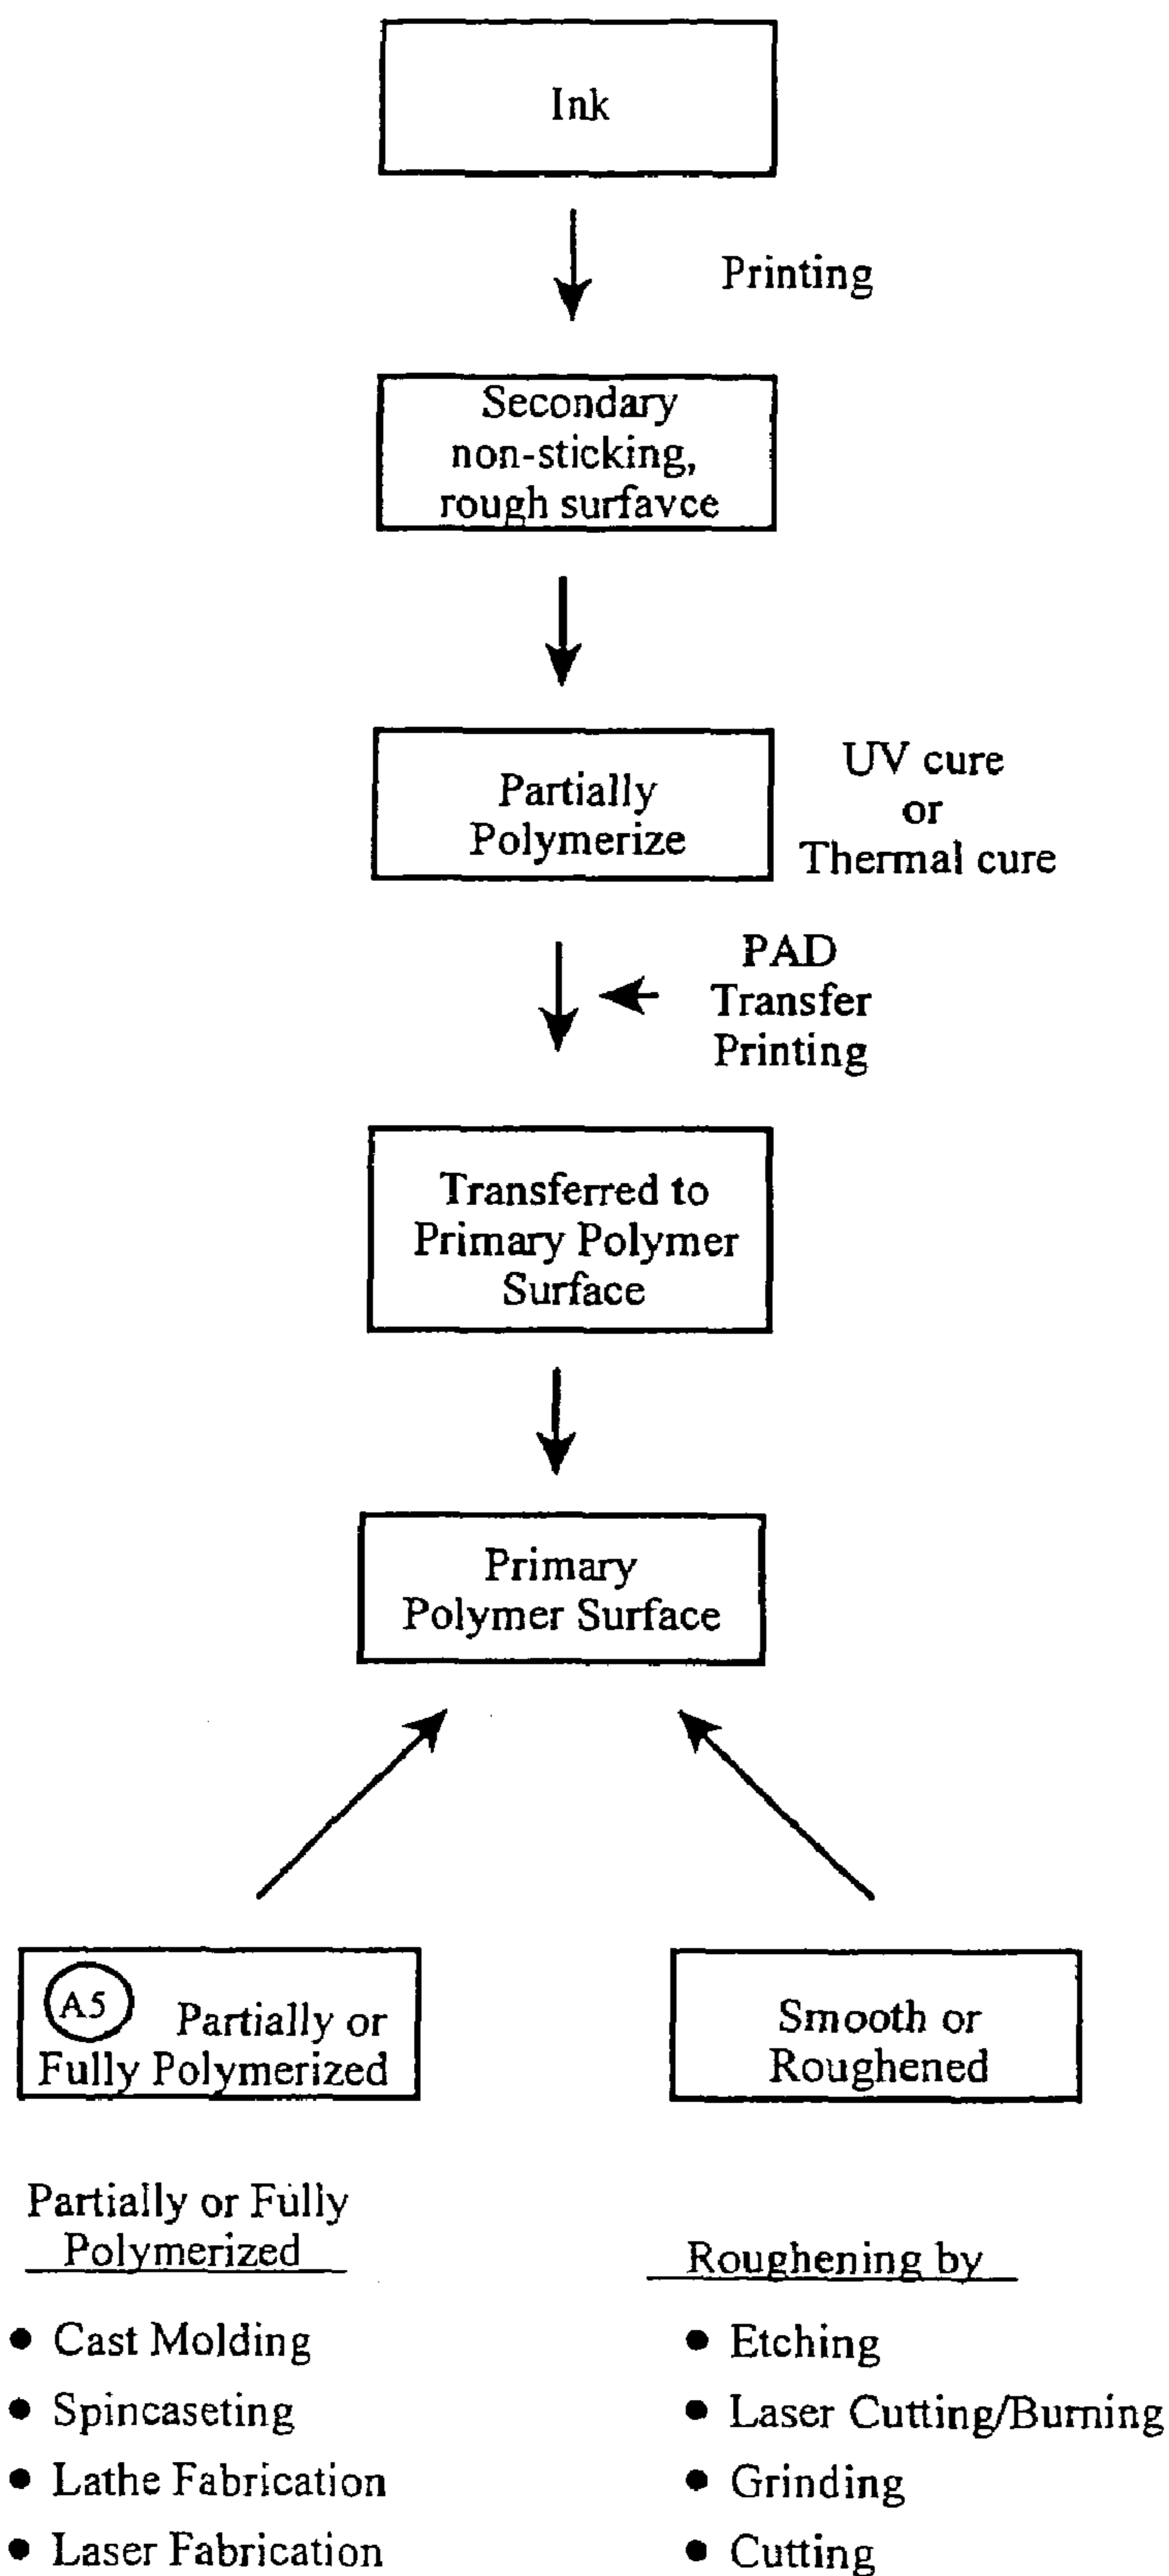 Ink
Printing
Secondary
non-sticking,
rough surfavce
Partially
Polymerize
UV cure
or
Thermal cure
PAD
Transfer
Printing
Transferred to
Primary Polymer
Surface
Primary
Polymer Surface
A5 Partially or
Fully Polymerized
Smooth or
Roughened
Partially or Fully
Polymerized
• Cast Molding
• Spincaseting
• Lathe Fabrication
• Laser Fabrication
Roughening by
• Etching
• Laser Cutting/Burning
• Grinding
• Cutting